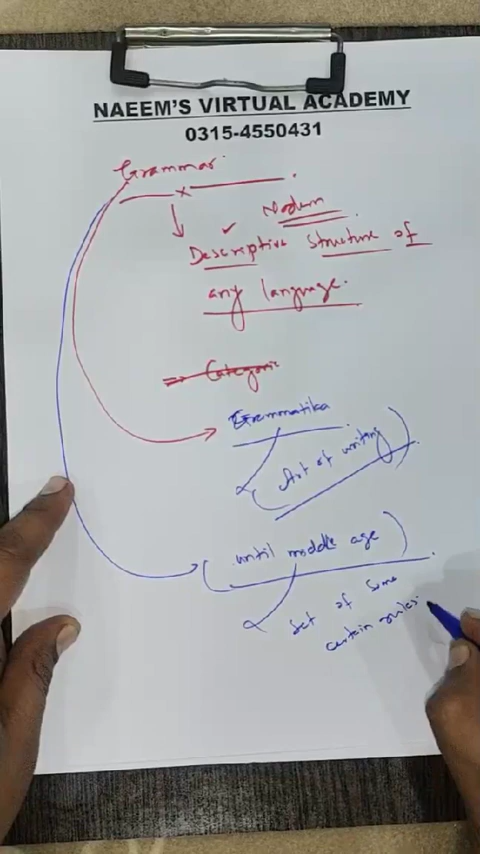 NAEEM'S VIRTUAL ACADEMY
0315-4550431
Grammar
Modern
Descriptive Structure of
any language.
⇒ Categoric
Grammatika
(Art of writing)
(until middle age)
Set of some
certain rules.